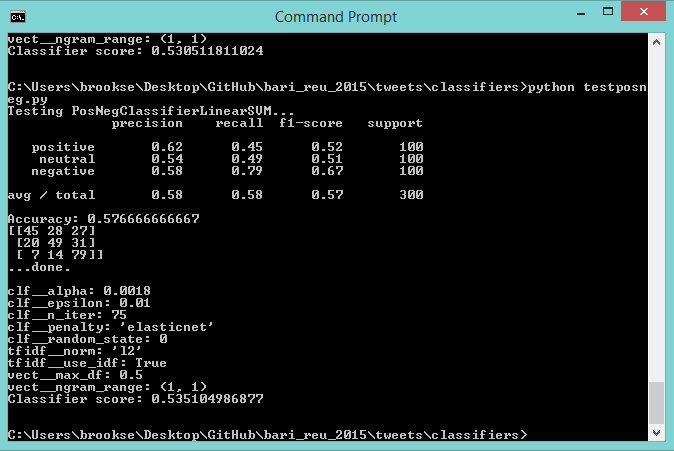 Command Prompt
vect__ngram_range: (1, 1)
Classifier score: 0.530511811024
C:\Users\brookse\Desktop\GitHub\bari_reu_2015\tweets\classifiers>python testposn
eg.py
Testing PosNegClassifierLinearSVM...
precision recall f1-score support
positive 0.62 0.45 0.52 100
neutral 0.54 0.49 0.51 100
negative 0.58 0.79 0.67 100
avg / total 0.58 0.58 0.57 300
Accuracy: 0.576666666667
[[45 28 27]
[20 49 31]
[ 7 14 79]]
...done.
clf__alpha: 0.0018
clf__epsilon: 0.01
clf__n_iter: 75
clf__penalty: 'elasticnet'
clf__random_state: 0
tfidf__norm: 'l2'
tfidf__use_idf: True
vect__max_df: 0.5
vect__ngram_range: (1, 1)
Classifier score: 0.535104986877
C:\Users\brookse\Desktop\GitHub\bari_reu_2015\tweets\classifiers>